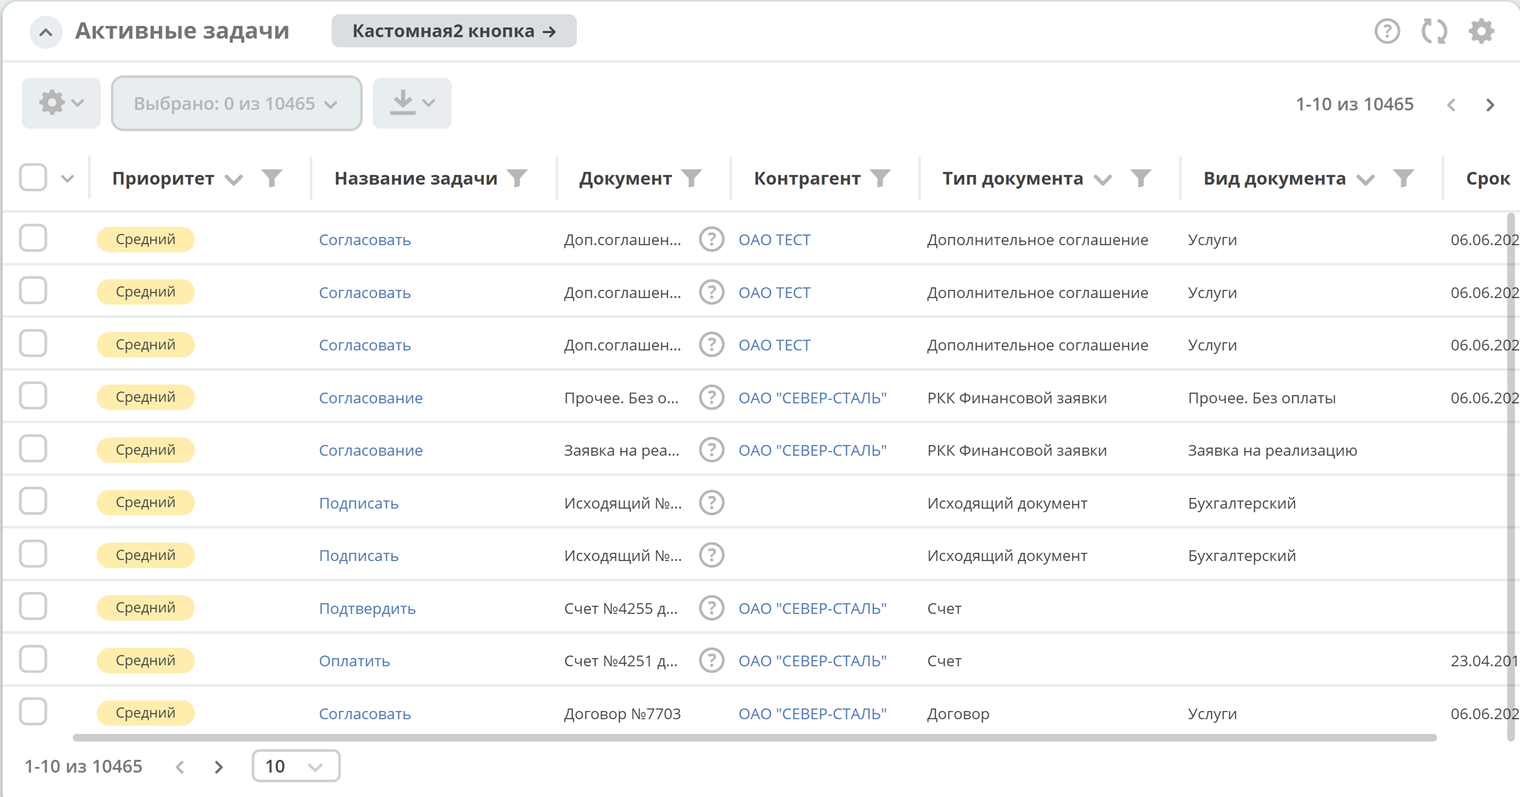 Активные задачи Кастомная2 кнопка →
Выбрано: 0 из 10465 1-10 из 10465
Приоритет Название задачи Документ Контрагент Тип документа Вид документа Срок
Средний Согласовать Доп.соглашен... ? ОАО ТЕСТ Дополнительное соглашение Услуги 06.06.202
Средний Согласовать Доп.соглашен... ? ОАО ТЕСТ Дополнительное соглашение Услуги 06.06.202
Средний Согласовать Доп.соглашен... ? ОАО ТЕСТ Дополнительное соглашение Услуги 06.06.202
Средний Согласование Прочее. Без о... ? ОАО "СЕВЕР-СТАЛЬ" РКК Финансовой заявки Прочее. Без оплаты 06.06.202
Средний Согласование Заявка на реа... ? ОАО "СЕВЕР-СТАЛЬ" РКК Финансовой заявки Заявка на реализацию
Средний Подписать Исходящий №... ? Исходящий документ Бухгалтерский
Средний Подписать Исходящий №... ? Исходящий документ Бухгалтерский
Средний Подтвердить Счет №4255 д... ? ОАО "СЕВЕР-СТАЛЬ" Счет
Средний Оплатить Счет №4251 д... ? ОАО "СЕВЕР-СТАЛЬ" Счет 23.04.201
Средний Согласовать Договор №7703 ОАО "СЕВЕР-СТАЛЬ" Договор Услуги 06.06.202
1-10 из 10465 10